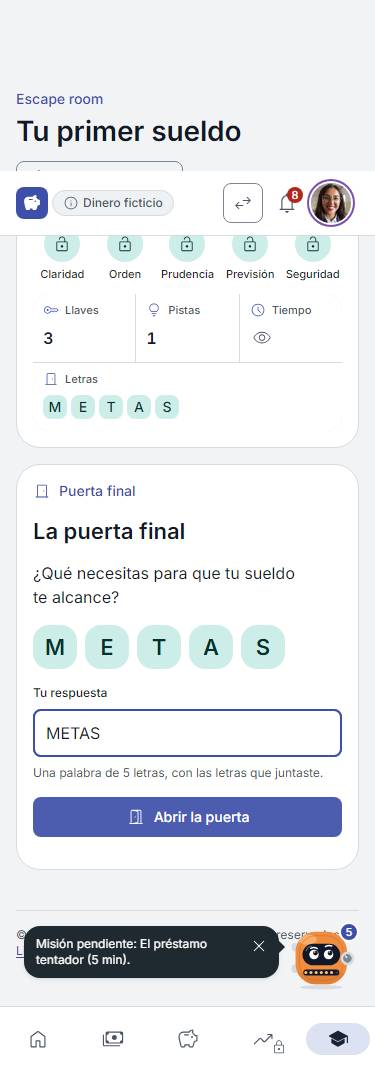 Escape room
Tu primer sueldo
Dinero ficticio
8
Claridad
Orden
Prudencia
Previsión
Seguridad
Llaves
Pistas
Tiempo
3
1
Letras
M E T A S
Puerta final
La puerta final
¿Qué necesitas para que tu sueldo
te alcance?
M E T A S
Tu respuesta
METAS
Una palabra de 5 letras, con las letras que juntaste.
Abrir la puerta
©
5
Misión pendiente: El préstamo
tentador (5 min).